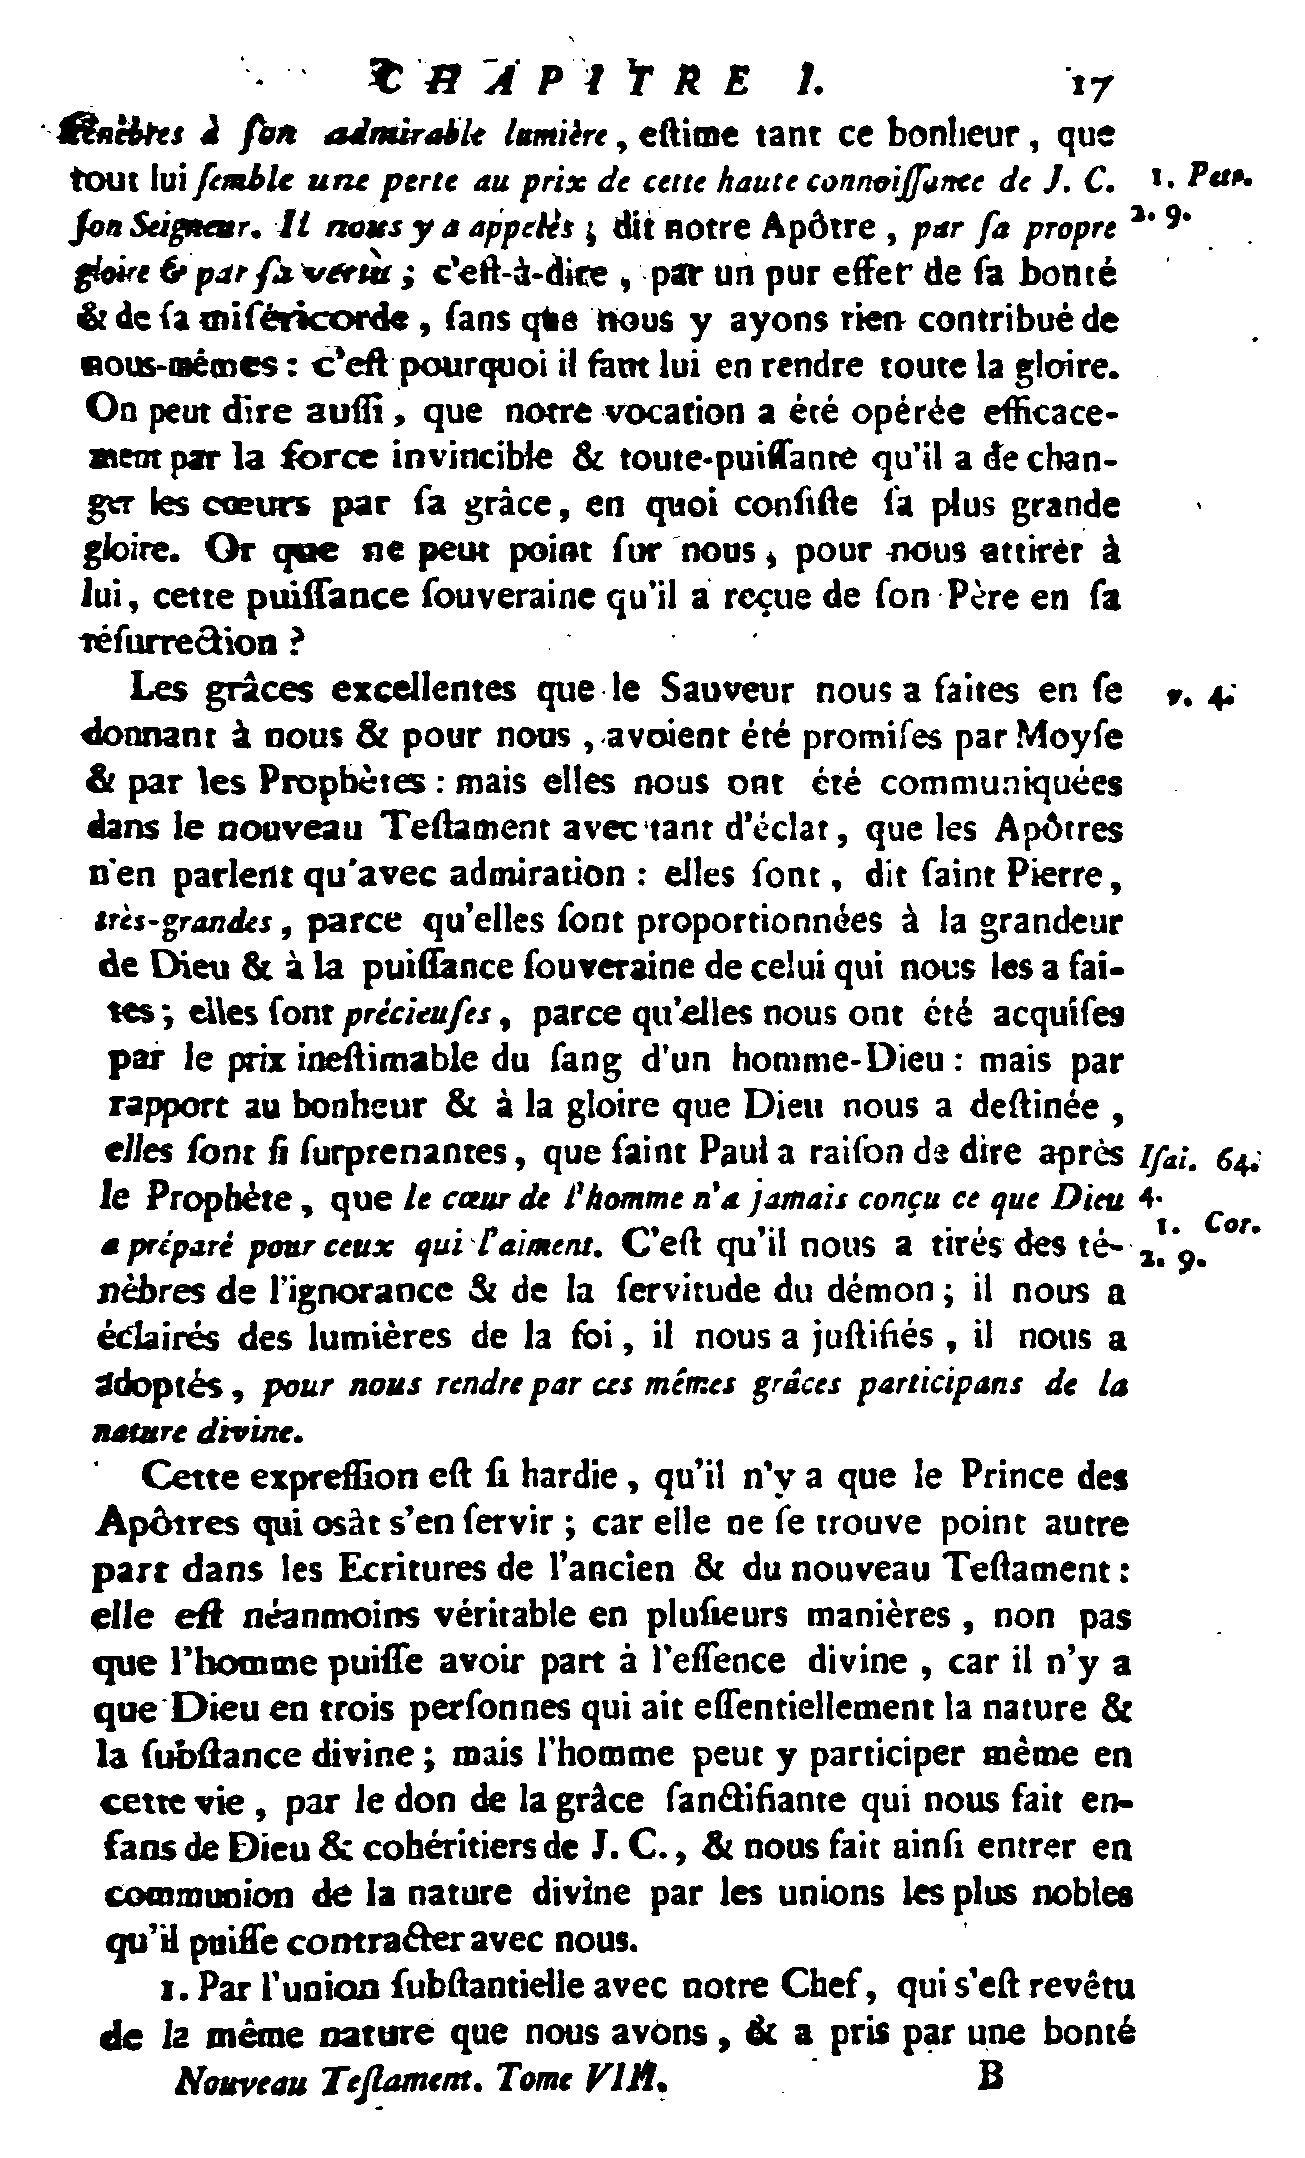 CHAPITRE I. 17
ténèbres à ſon admirable lumière, eſtime tant ce bonheur, que
tout lui ſemble une perte au prix de cette haute connoiſſance de J. C.
1. Petr.
ſon Seigneur. Il nous y a appelés ; dit notre Apôtre, par ſa propre
2. 9.
gloire & par ſa vertu ; c'eſt-à-dire, par un pur effet de ſa bonté
& de ſa miſéricorde, ſans que nous y ayons rien contribué de
nous-mêmes : c'eſt pourquoi il faut lui en rendre toute la gloire.
On peut dire auſſi, que notre vocation a été opérée efficace-
ment par la force invincible & toute-puiſſante qu'il a de chan-
ger les cœurs par ſa grâce, en quoi conſiſte ſa plus grande
gloire. Or que ne peut point ſur nous, pour nous attirer à
lui, cette puiſſance ſouveraine qu'il a reçue de ſon Père en ſa
réſurrection ?
Les grâces excellentes que le Sauveur nous a faites en ſe
v. 4.
donnant à nous & pour nous, avoient été promiſes par Moyſe
& par les Prophètes : mais elles nous ont été communiquées
dans le nouveau Teſtament avec tant d'éclat, que les Apôtres
n'en parlent qu'avec admiration : elles ſont, dit ſaint Pierre,
très-grandes, parce qu'elles ſont proportionnées à la grandeur
de Dieu & à la puiſſance ſouveraine de celui qui nous les a fai-
tes ; elles ſont précieuſes, parce qu'elles nous ont été acquiſes
par le prix ineſtimable du ſang d'un homme-Dieu : mais par
rapport au bonheur & à la gloire que Dieu nous a deſtinée,
elles ſont ſi ſurprenantes, que ſaint Paul a raiſon de dire après
Iſai. 64.
le Prophète, que le cœur de l'homme n'a jamais conçu ce que Dieu
4.
a préparé pour ceux qui l'aiment. C'eſt qu'il nous a tirés des té-
1. Cor.
2. 9.
nèbres de l'ignorance & de la ſervitude du démon ; il nous a
éclairés des lumières de la foi, il nous a juſtifiés, il nous a
adoptés, pour nous rendre par ces mêmes grâces participans de la
nature divine.
Cette expreſſion eſt ſi hardie, qu'il n'y a que le Prince des
Apôtres qui osât s'en ſervir ; car elle ne ſe trouve point autre
part dans les Ecritures de l'ancien & du nouveau Teſtament :
elle eſt néanmoins véritable en pluſieurs manières, non pas
que l'homme puiſſe avoir part à l'eſſence divine, car il n'y a
que Dieu en trois perſonnes qui ait eſſentiellement la nature &
la ſubſtance divine ; mais l'homme peut y participer même en
cette vie, par le don de la grâce ſanctifiante qui nous fait en-
fans de Dieu & cohéritiers de J. C., & nous fait ainſi entrer en
communion de la nature divine par les unions les plus nobles
qu'il puiſſe contracter avec nous.
1. Par l'union ſubſtantielle avec notre Chef, qui s'eſt revêtu
de la même nature que nous avons, & a pris par une bonté
Nouveau Teſtament. Tome VIII. B